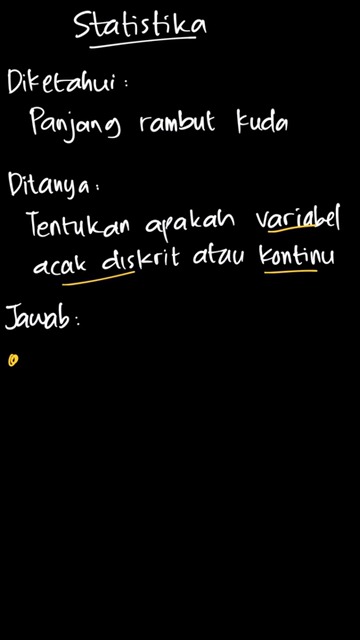 Statistika
Diketahui :
Panjang rambut kuda
Ditanya :
Tentukan apakah variabel
acak diskrit atau kontinu
Jawab :